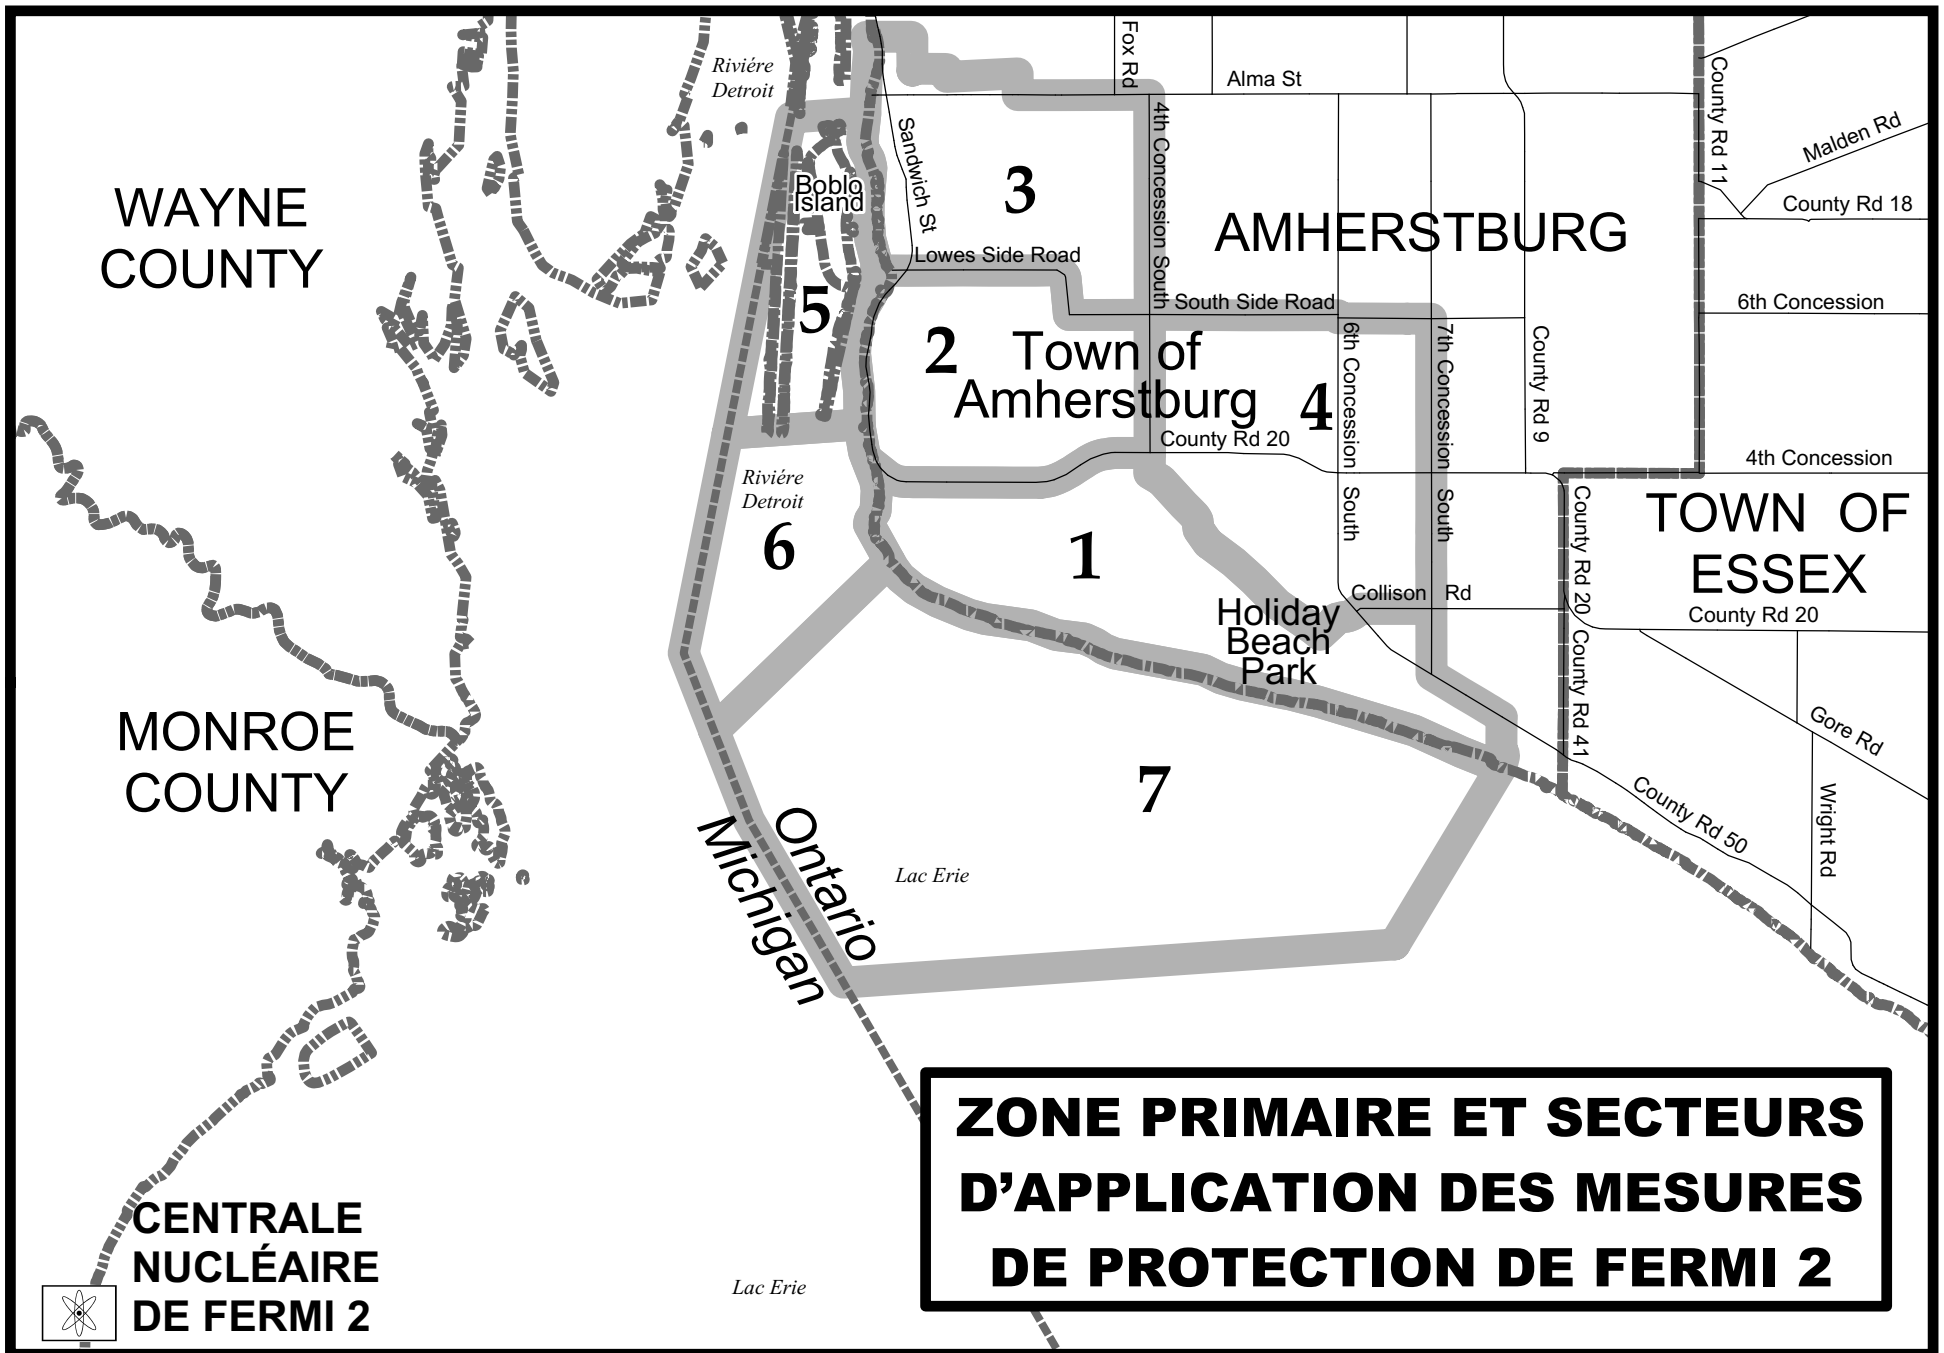 Riviére
Detroit
Fox Rd
Alma St
County Rd 11
Malden Rd
County Rd 18
WAYNE
COUNTY
Boblo
Island
Sandwich St
3
4th Concession South
AMHERSTBURG
Lowes Side Road
5
South Side Road
6th Concession
2
Town of
Amherstburg
4
6th Concession South
7th Concession South
County Rd 9
County Rd 20
4th Concession
Riviére
Detroit
6
1
County Rd 20
TOWN OF
ESSEX
Collison Rd
Holiday
Beach
Park
County Rd 20
County Rd 41
MONROE
COUNTY
7
Gore Rd
Wright Rd
County Rd 50
Ontario
Michigan
Lac Erie
ZONE PRIMAIRE ET SECTEURS
D’APPLICATION DES MESURES
DE PROTECTION DE FERMI 2
CENTRALE
NUCLÉAIRE
DE FERMI 2
Lac Erie